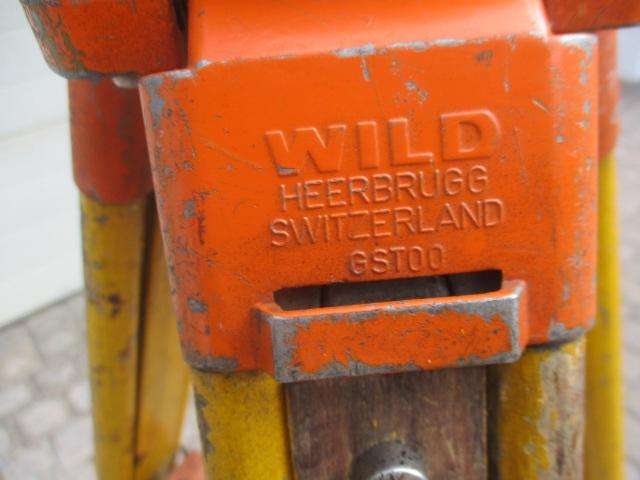 WILD
HEERBRUGG
SWITZERLAND
GST00